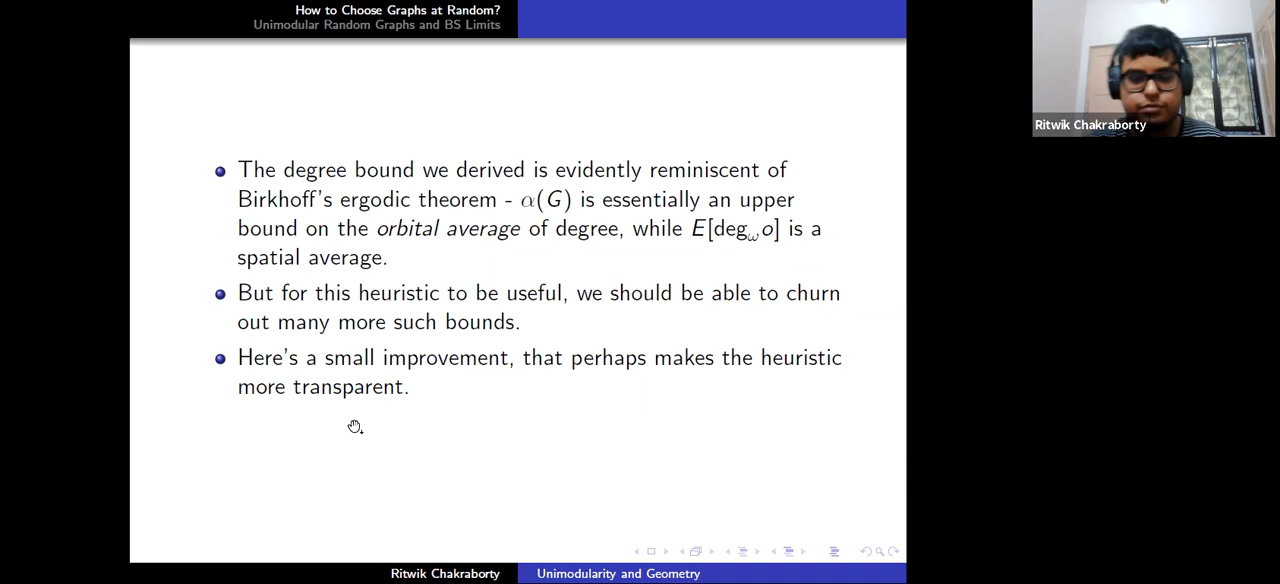 How to Choose Graphs at Random?
Unimodular Random Graphs and BS Limits
The degree bound we derived is evidently reminiscent of
Birkhoff's ergodic theorem - α(G) is essentially an upper
bound on the orbital average of degree, while E[deg_ω o] is a
spatial average.
But for this heuristic to be useful, we should be able to churn
out many more such bounds.
Here's a small improvement, that perhaps makes the heuristic
more transparent.
Ritwik Chakraborty
Unimodularity and Geometry
Ritwik Chakraborty